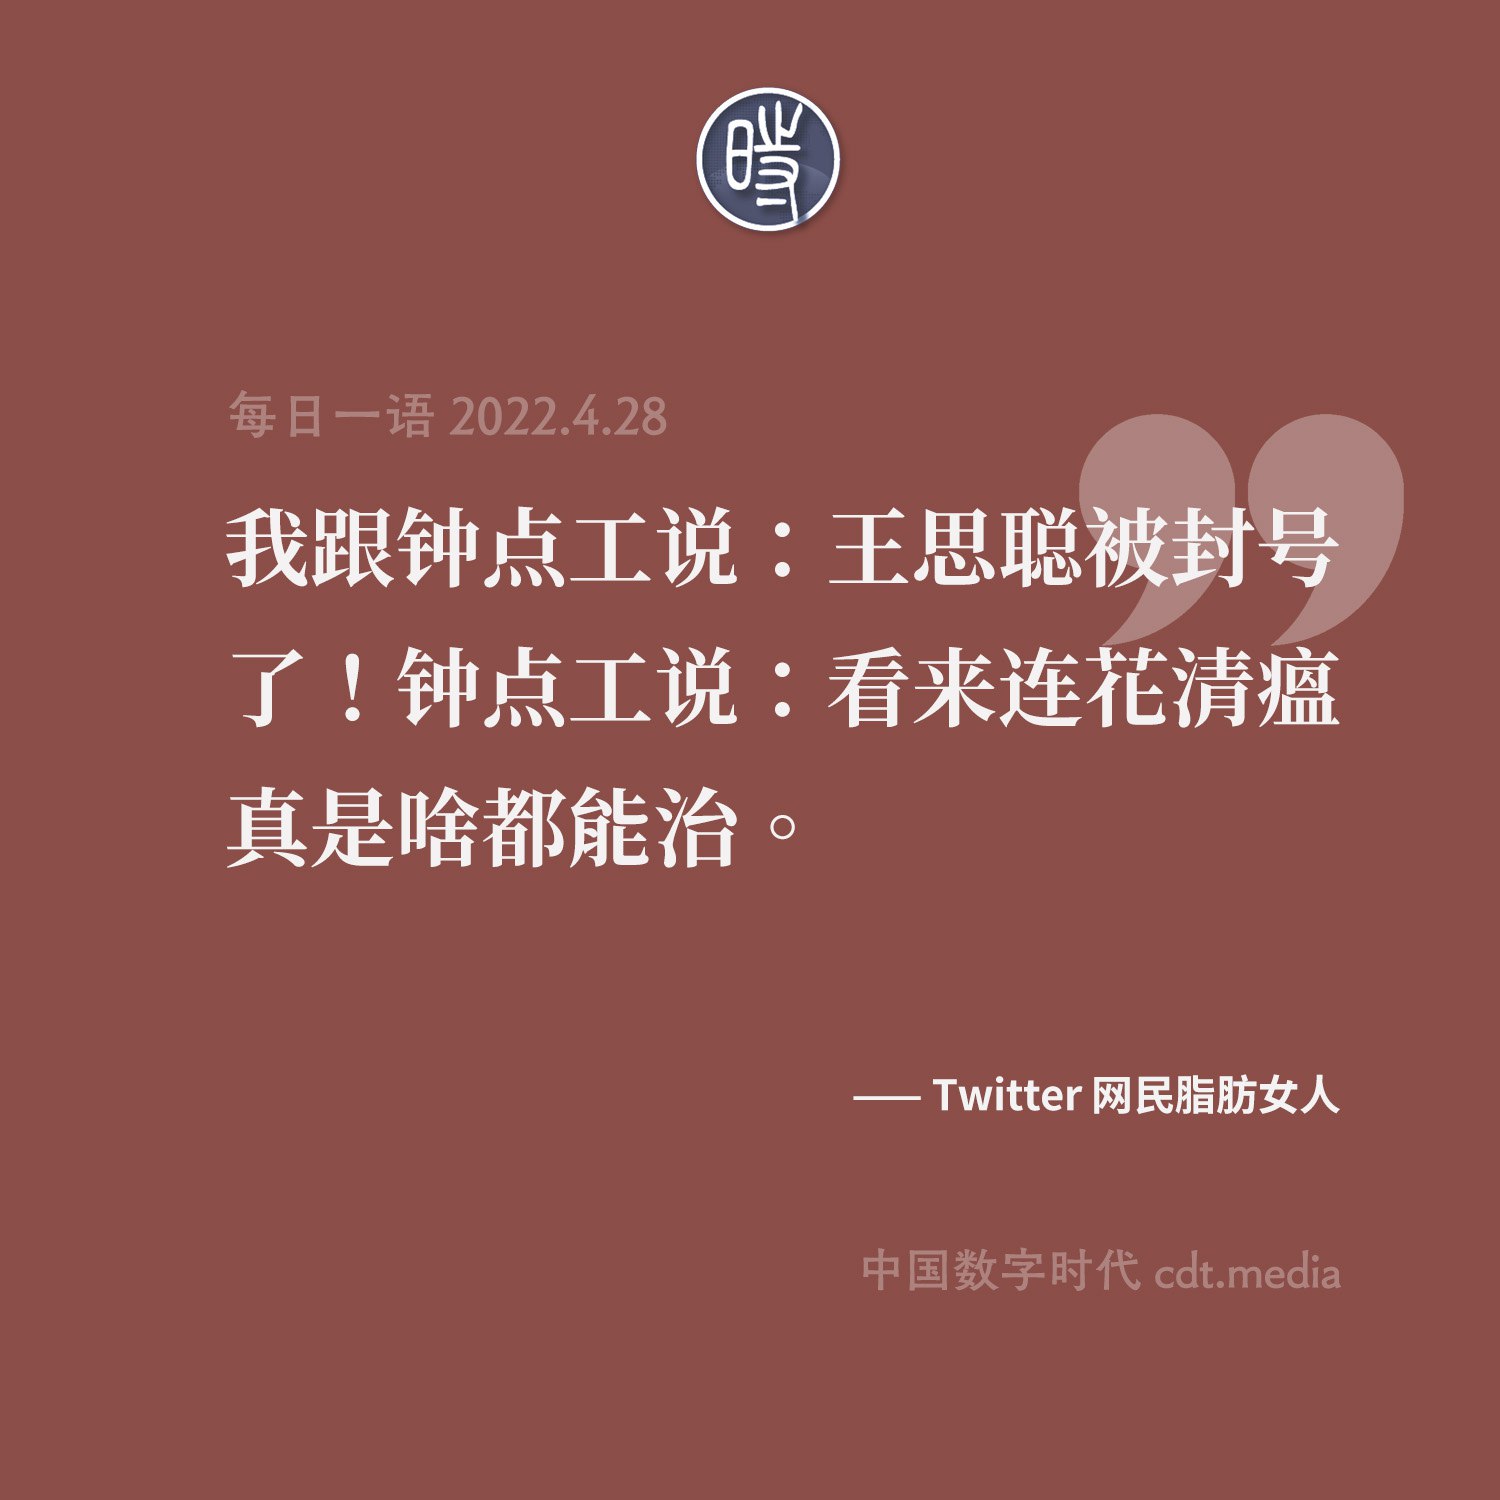 時
每日一语 2022.4.28
我跟钟点工说：王思聪被封号
了！钟点工说：看来连花清瘟
真是啥都能治。
—— Twitter 网民脂肪女人
中国数字时代 cdt.media